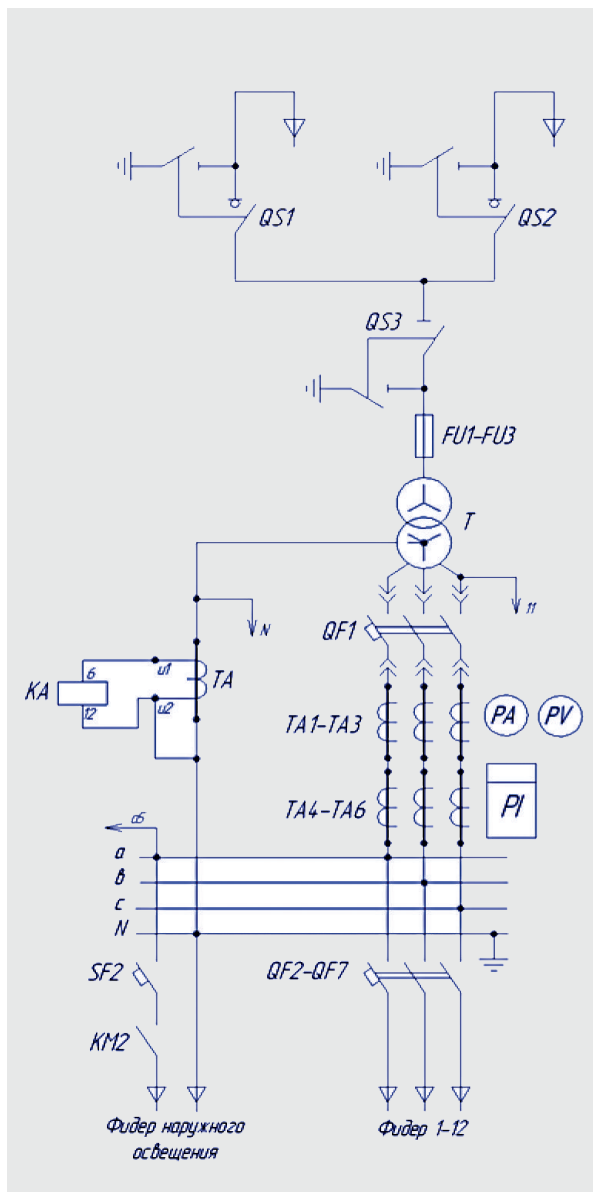 QS1
QS2
QS3
FU1-FU3
T
11
N
QF1
TA
u1
u2
6
12
KA
TA1-TA3
PA
PV
TA4-TA6
PI
a5
a
в
c
N
SF2
QF2-QF7
KM2
Фидер наружного
освещения
Фидер 1-12